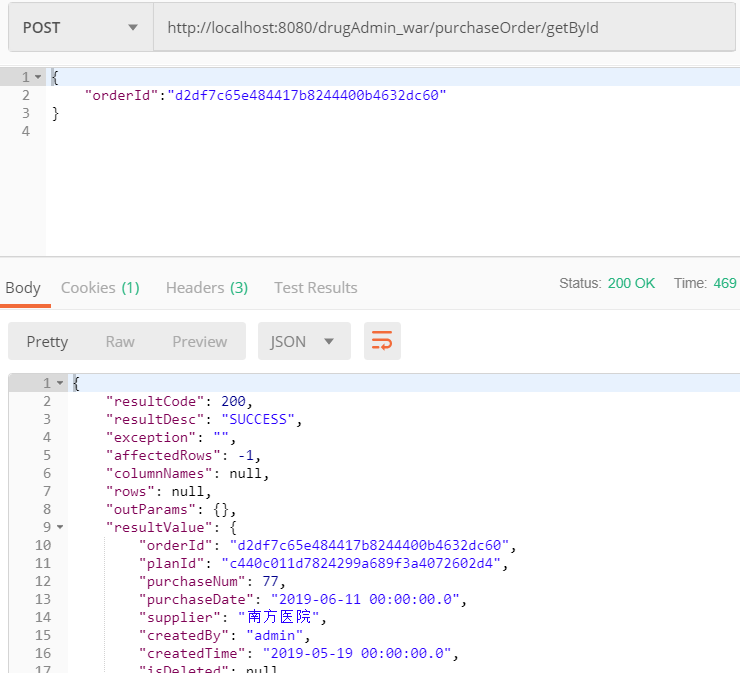 POST http://localhost:8080/drugAdmin_war/purchaseOrder/getById
1 {
2 "orderId":"d2df7c65e484417b8244400b4632dc60"
3 }
4
Body Cookies (1) Headers (3) Test Results Status: 200 OK Time: 469
Pretty Raw Preview JSON
1 {
2 "resultCode": 200,
3 "resultDesc": "SUCCESS",
4 "exception": "",
5 "affectedRows": -1,
6 "columnNames": null,
7 "rows": null,
8 "outParams": {},
9 "resultValue": {
10 "orderId": "d2df7c65e484417b8244400b4632dc60",
11 "planId": "c440c011d7824299a689f3a4072602d4",
12 "purchaseNum": 77,
13 "purchaseDate": "2019-06-11 00:00:00.0",
14 "supplier": "南方医院",
15 "createdBy": "admin",
16 "createdTime": "2019-05-19 00:00:00.0",
17 "isDeleted": null